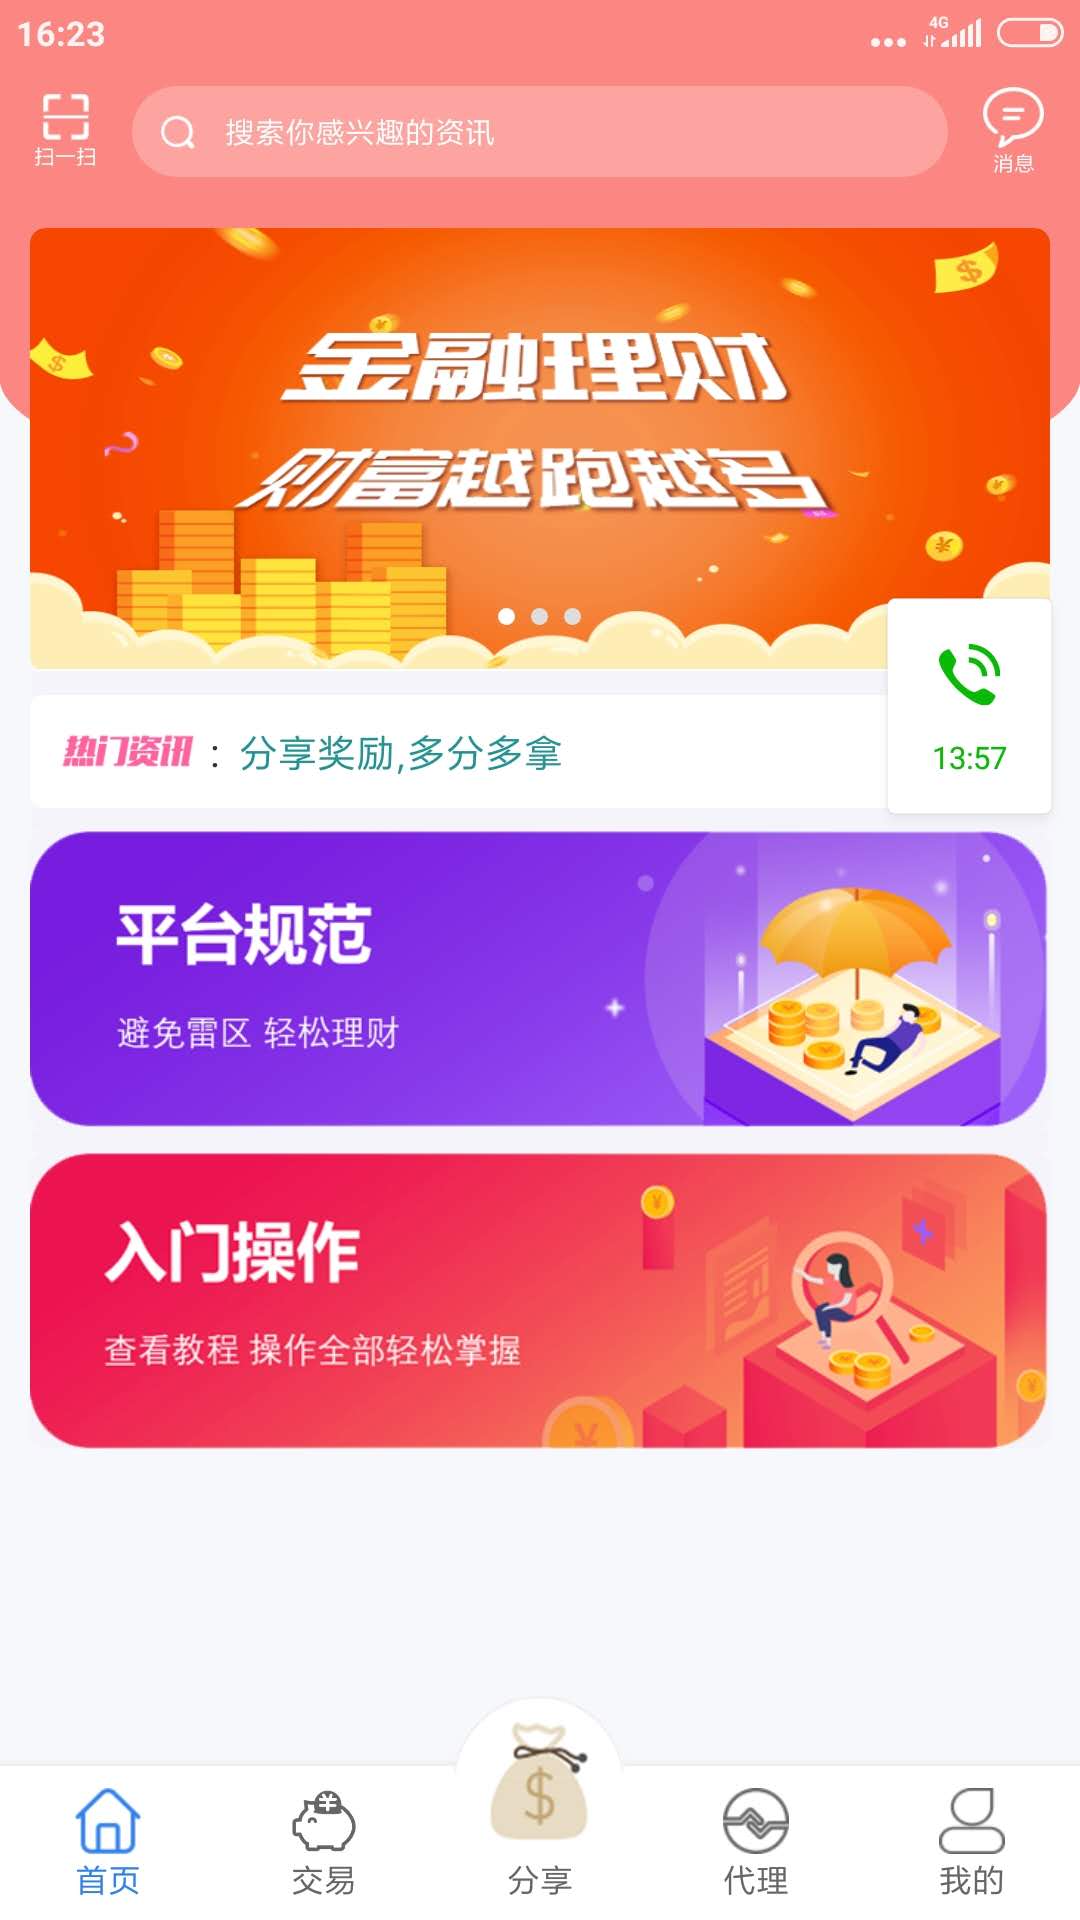 16:23
4G
扫一扫
搜索你感兴趣的资讯
消息
金融理财
财富越跑越多
13:57
热门资讯 : 分享奖励,多分多拿
平台规范
避免雷区 轻松理财
入门操作
查看教程 操作全部轻松掌握
首页
交易
分享
代理
我的